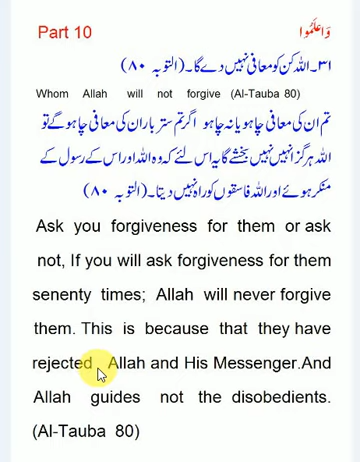 Part 10 وَاعْلَمُوا
۳۱۔اللہ کن کو معافی نہیں دے گا۔(التوبہ ۸۰)
Whom Allah will not forgive (Al-Tauba 80)
تم ان کی معافی چاہو یا نہ چاہو اگر تم ستر بار ان کی معافی چاہو گے تو
اللہ ہرگز انہیں نہیں بخشے گا یہ اس لئے کہ وہ اللہ اور اس کے رسول کے
منکر ہوئے اور اللہ فاسقوں کو راہ نہیں دیتا۔(التوبہ ۸۰)
Ask you forgiveness for them or ask
not, If you will ask forgiveness for them
senenty times; Allah will never forgive
them. This is because that they have
rejected Allah and His Messenger.And
Allah guides not the disobedients.
(Al-Tauba 80)